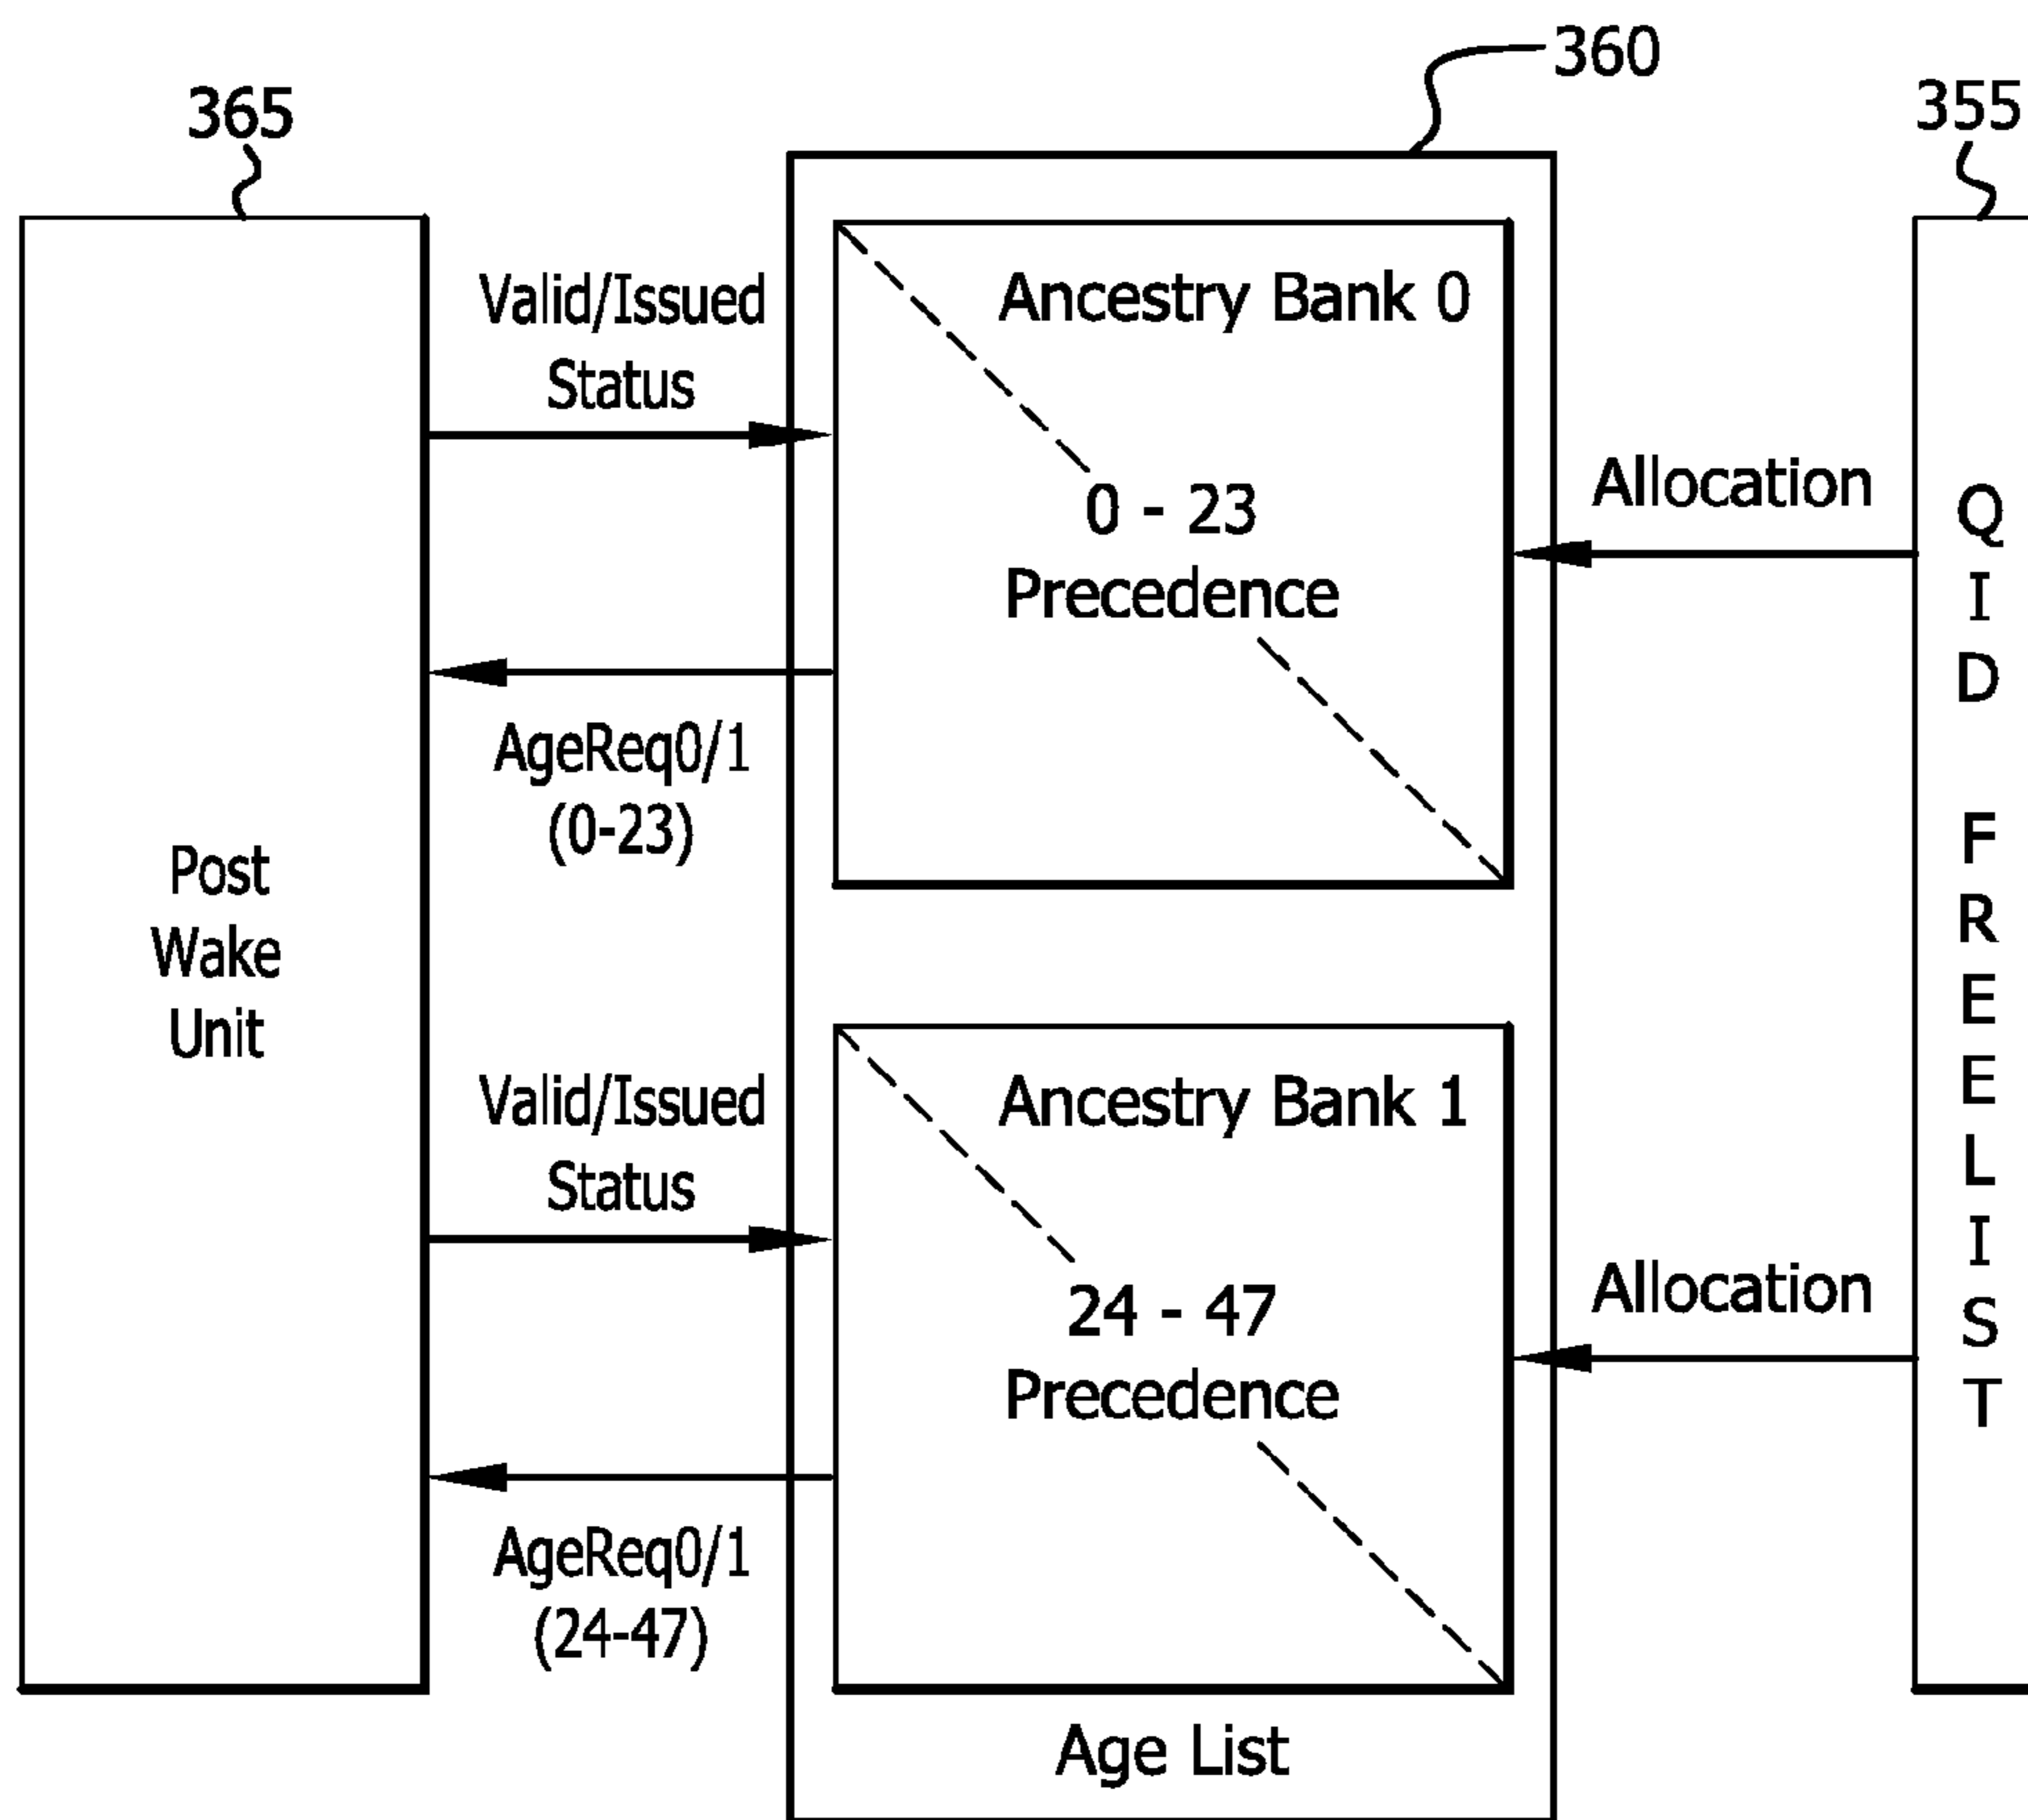 360
365
355
Valid/Issued
Status
Ancestry Bank 0
0 - 23
Precedence
Allocation
AgeReq0/1
(0-23)
Post
Wake
Unit
Valid/Issued
Status
Ancestry Bank 1
24 - 47
Precedence
Allocation
AgeReq0/1
(24-47)
Age List
Q
I
D
F
R
E
E
L
I
S
T